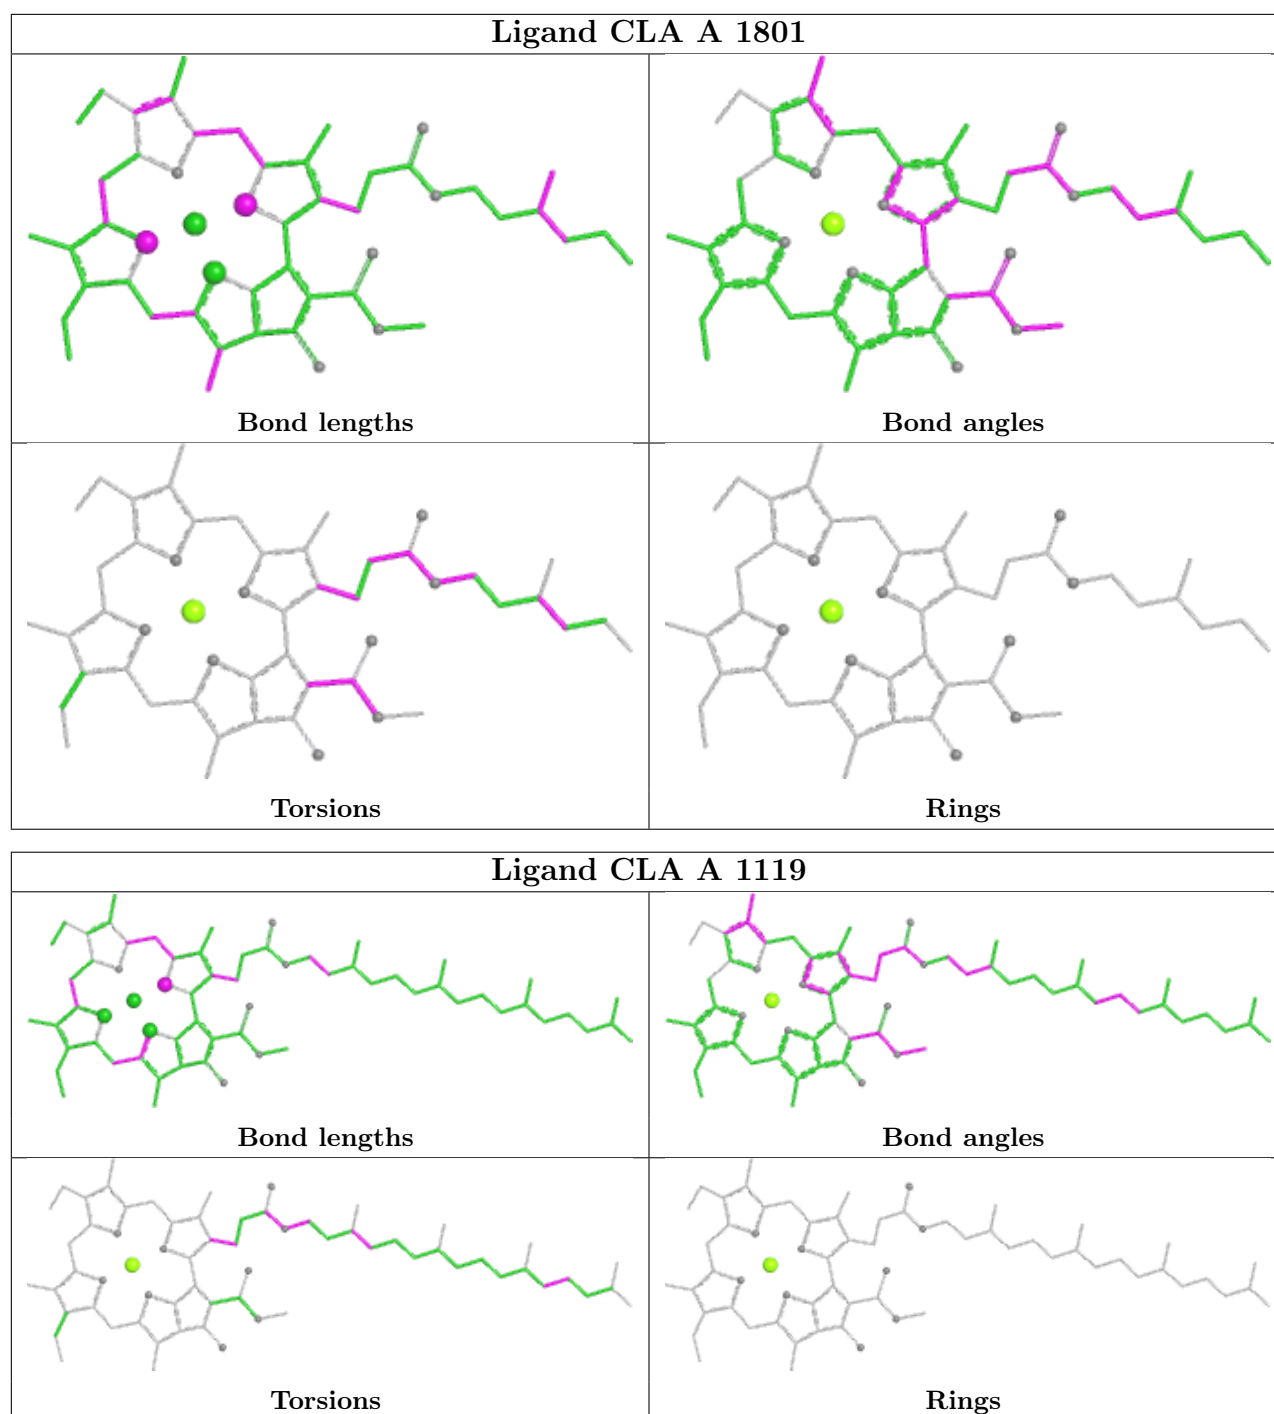 Ligand CLA A 1801
Bond lengths
Bond angles
Torsions
Rings
Ligand CLA A 1119
Bond lengths
Bond angles
Torsions
Rings